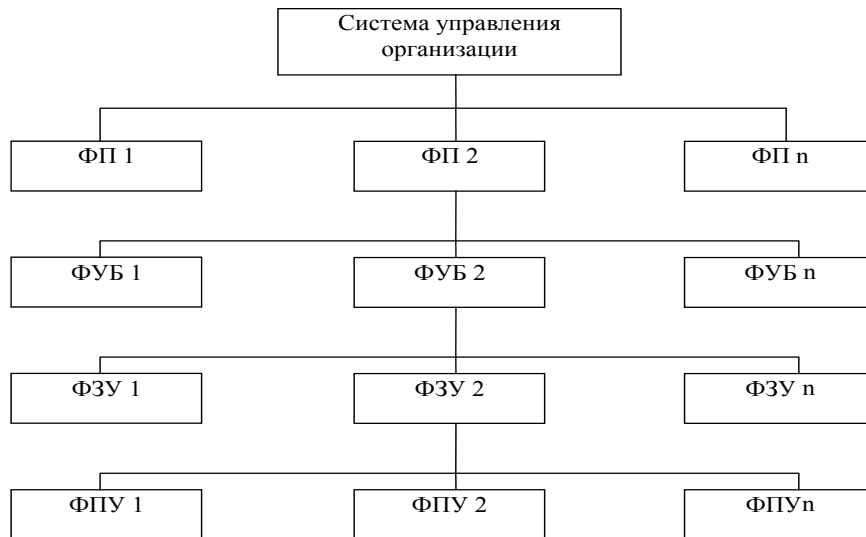 Система управления
организации
ФП 1
ФП 2
ФП n
ФУБ 1
ФУБ 2
ФУБ n
ФЗУ 1
ФЗУ 2
ФЗУ n
ФПУ 1
ФПУ 2
ФПУn